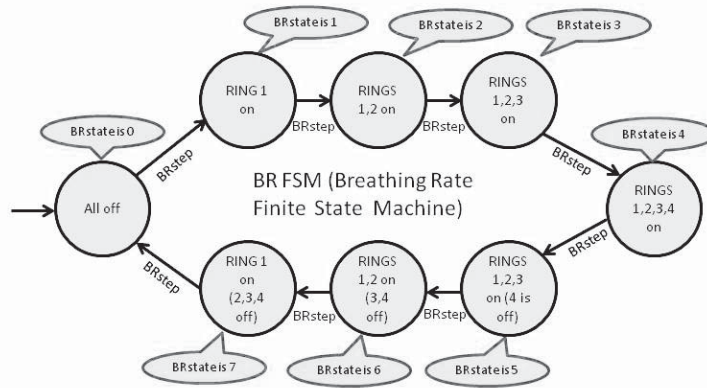 BRstateis 1
BRstateis 2
BRstateis 3
RING 1
on
RINGS
1,2 on
RINGS
1,2,3
on
BRstep
BRstep
BRstateis 0
BRstep
BRstep
BRstateis 4
BR FSM (Breathing Rate
Finite State Machine)
All off
RINGS
1,2,3,4
on
BRstep
BRstep
RING 1
on
(2,3,4
off)
RINGS
1,2 on
(3,4
off)
RINGS
1,2,3
on (4 is
off)
BRstep
BRstep
BRstateis 7
BRstateis 6
BRstateis 5